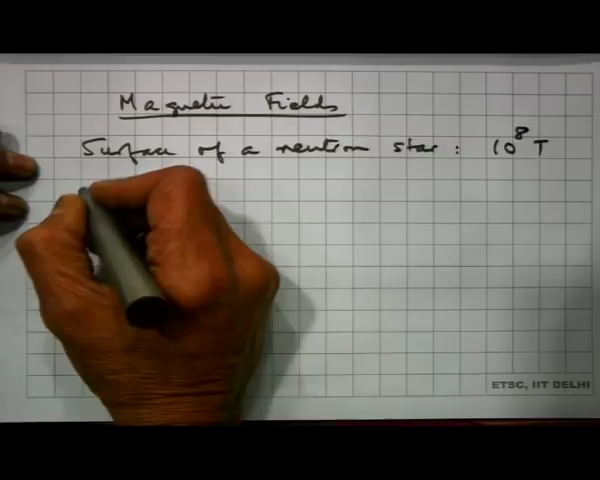 Magnetic Fields
Surface of a neutron star : 10⁸ T
ETSC, IIT DELHI